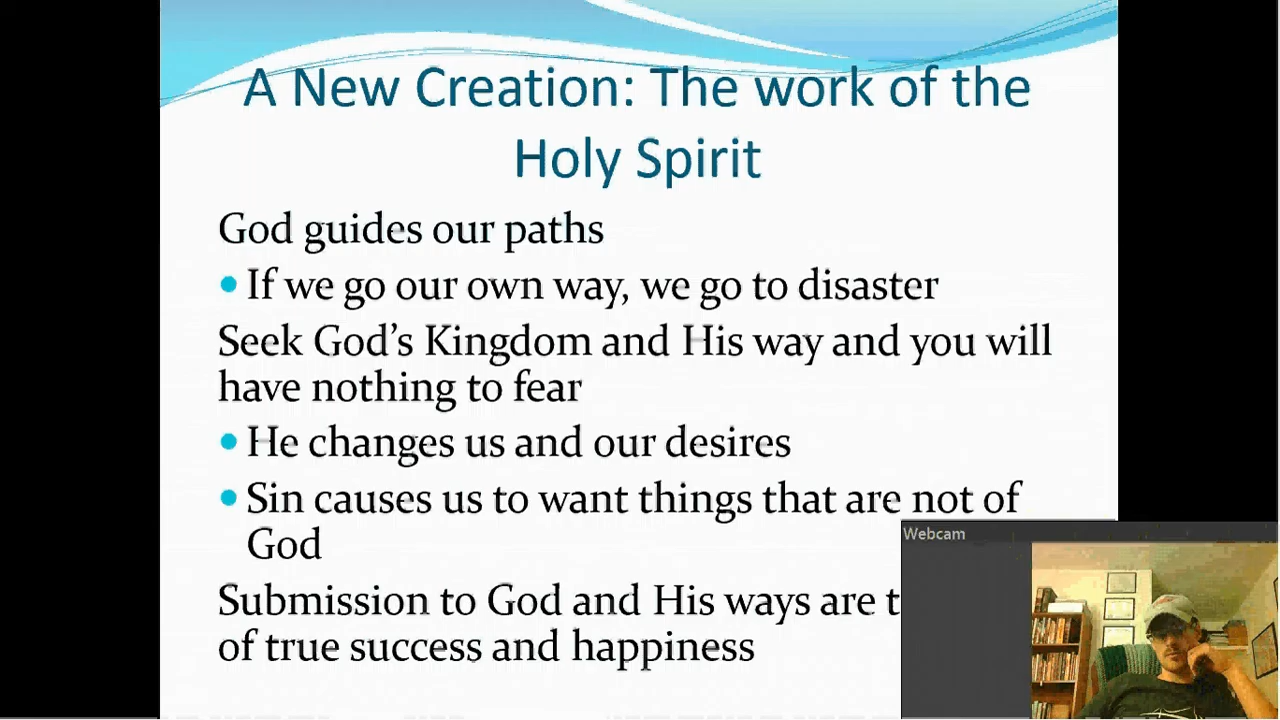 A New Creation: The work of the
Holy Spirit
God guides our paths
• If we go our own way, we go to disaster
Seek God’s Kingdom and His way and you will
have nothing to fear
• He changes us and our desires
• Sin causes us to want things that are not of
God
Submission to God and His ways are
of true success and happiness
Webcam